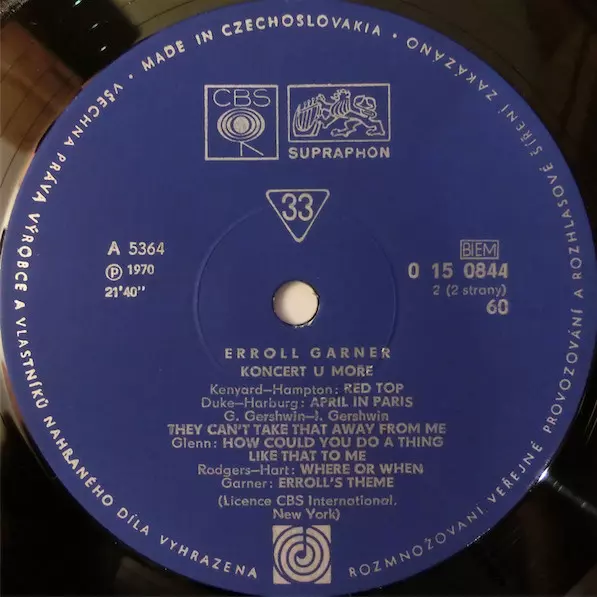 • MADE IN CZECHOSLOVAKIA •
VŠECHNA PRÁVA VÝROBCE A VLASTNÍKŮ NAHRANÉHO DÍLA VYHRAZENA
ROZMNOŽOVÁNÍ, VEŘEJNÉ PROVOZOVÁNÍ A ROZHLASOVÉ ŠÍŘENÍ ZAKÁZÁNO
CBS
SUPRAPHON
33
A 5364
Ⓟ 1970
21'40"
BIEM
0 15 0844
2 (2 strany)
60
ERROLL GARNER
KONCERT U MOŘE
Kenyard–Hampton: RED TOP
Duke–Harburg: APRIL IN PARIS
G. Gershwin–I. Gershwin
THEY CAN'T TAKE THAT AWAY FROM ME
Glenn: HOW COULD YOU DO A THING
LIKE THAT TO ME
Rodgers–Hart: WHERE OR WHEN
Garner: ERROLL'S THEME
(Licence CBS International,
New York)